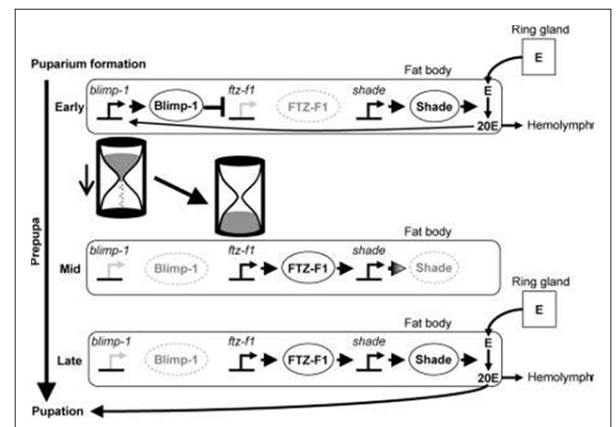 Ring gland
Puparium formation
E
Fat body
blimp-1
ftz-f1
shade
E
Early
Blimp-1
FTZ-F1
Shade
20E
Hemolymph
Prepupa
Fat body
blimp-1
ftz-f1
shade
Mid
Blimp-1
FTZ-F1
Shade
Ring gland
E
Fat body
blimp-1
ftz-f1
shade
E
Late
Blimp-1
FTZ-F1
Shade
20E
Hemolymph
Pupation